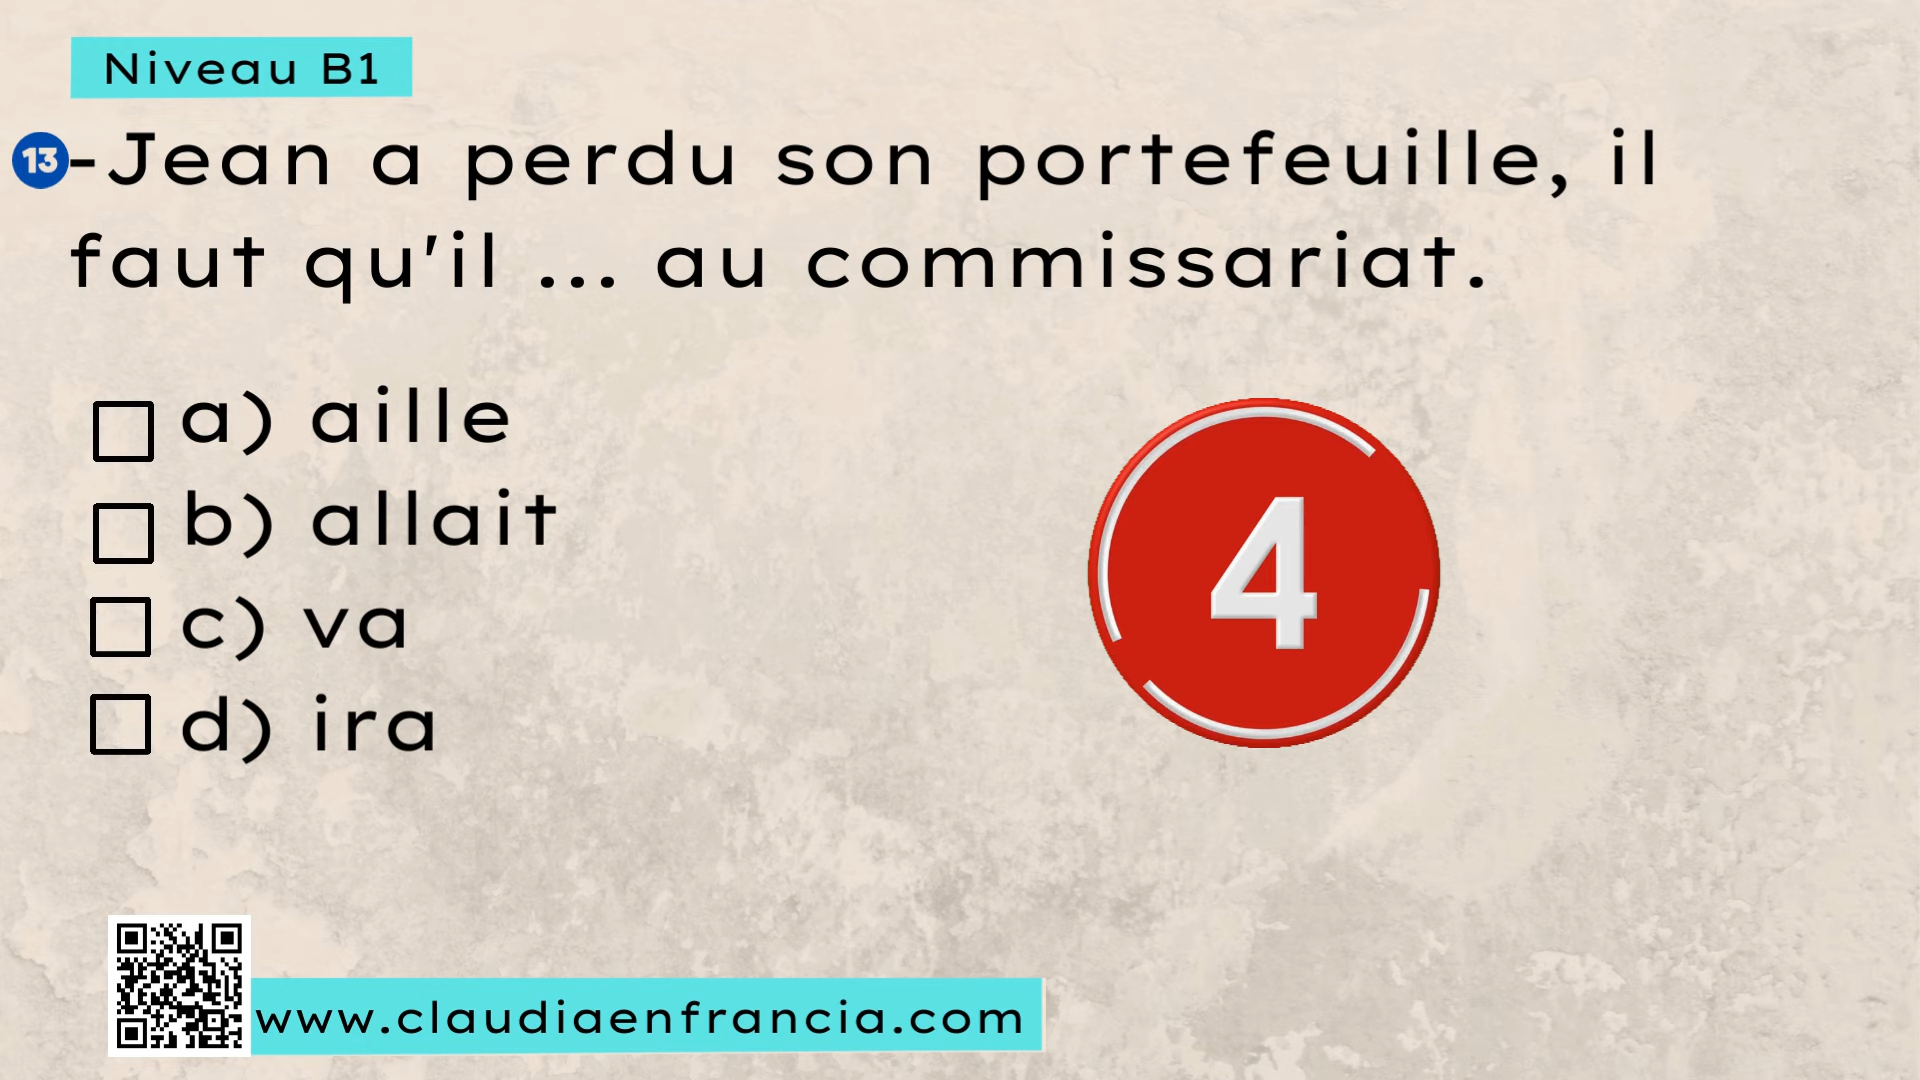 Niveau B1
13-Jean a perdu son portefeuille, il
faut qu'il ... au commissariat.
a) aille
b) allait
c) va
d) ira
4
www.claudiaenfrancia.com